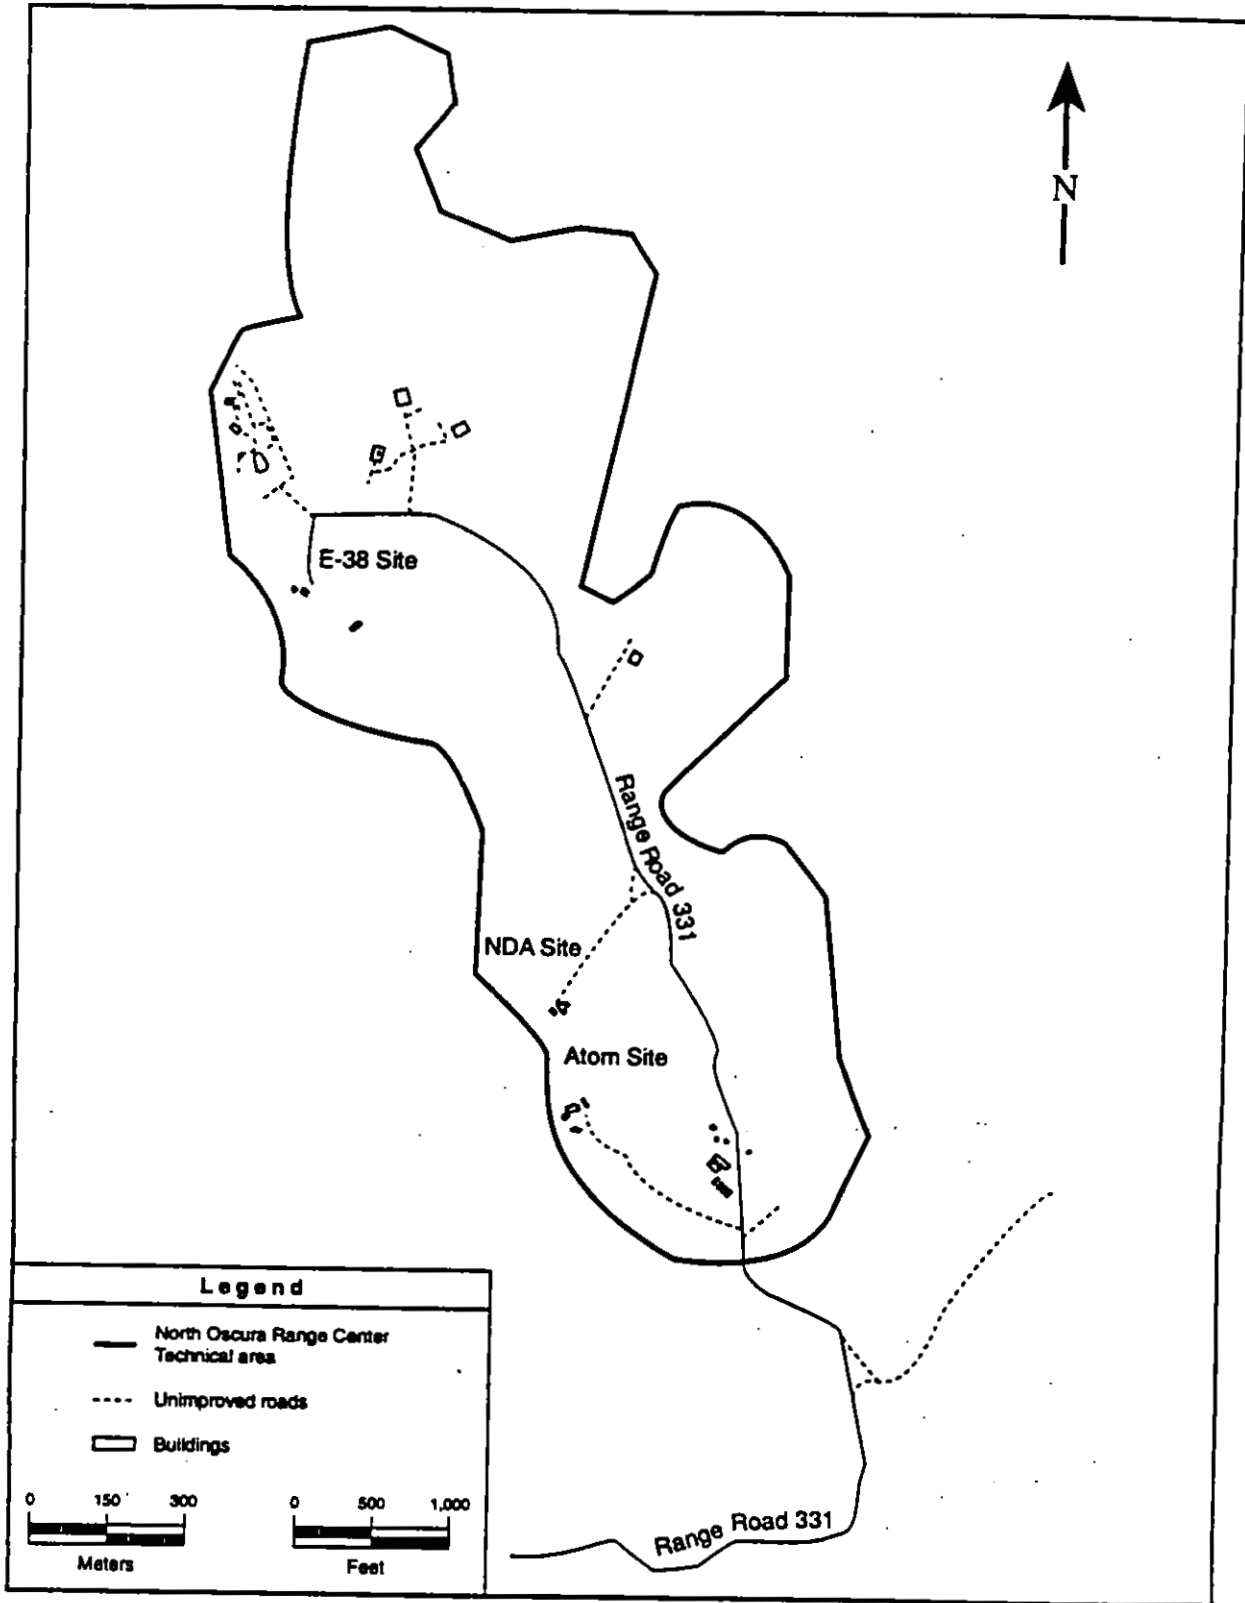 N
E-38 Site
Range Road 331
NDA Site
Atom Site
Legend
North Oscura Range Center
Technical area
Unimproved roads
Buildings
0 150 300
Meters
0 500 1,000
Feet
Range Road 331